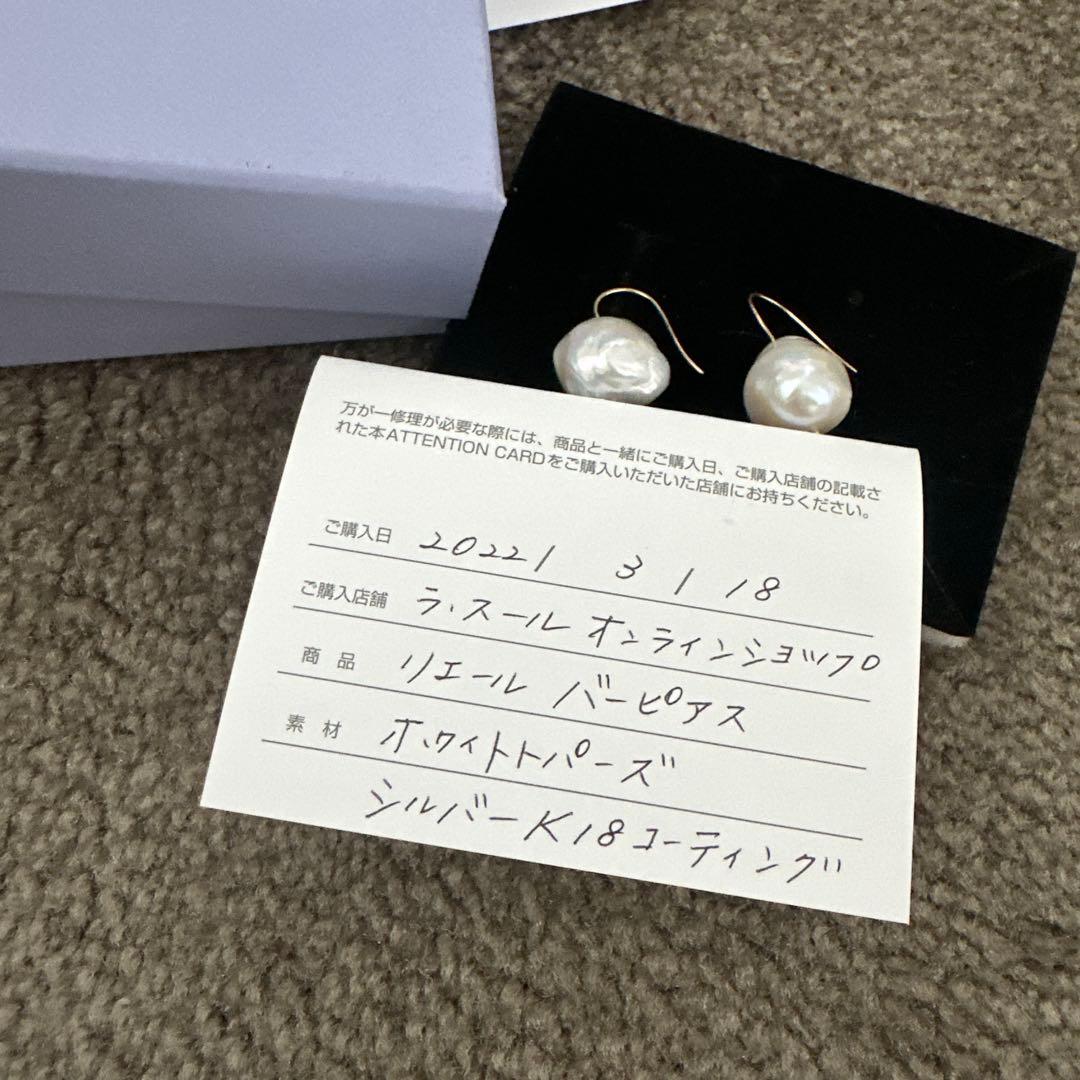 万が一修理が必要な際には、商品と一緒にご購入日、ご購入店舗の記載さ
れた本ATTENTION CARDをご購入いただいた店舗にお持ちください。
ご購入日 2022 / 3 / 18
ご購入店舗 ラ・スール オンラインショップ
商品 リエール バーピアス
素材 ホワイトトパーズ
シルバーK18コーティング